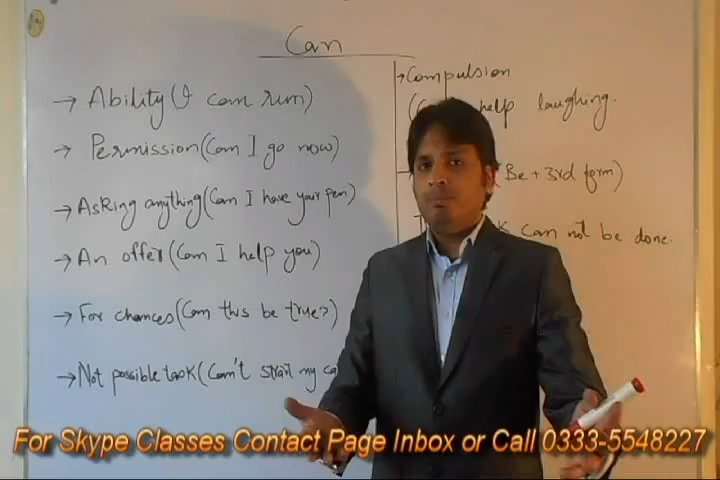 Can
→ Ability (I can run)
→ Permission (Can I go now)
→ Asking anything (Can I have your pen)
→ An offer (Can I help you)
→ For chances (Can this be true?)
→ Not possible task (Can't my
→ Compulsion
help laughing.
(Be + 3rd form)
can not be done.
For Skype Classes Contact Page Inbox or Call 0333-5548227